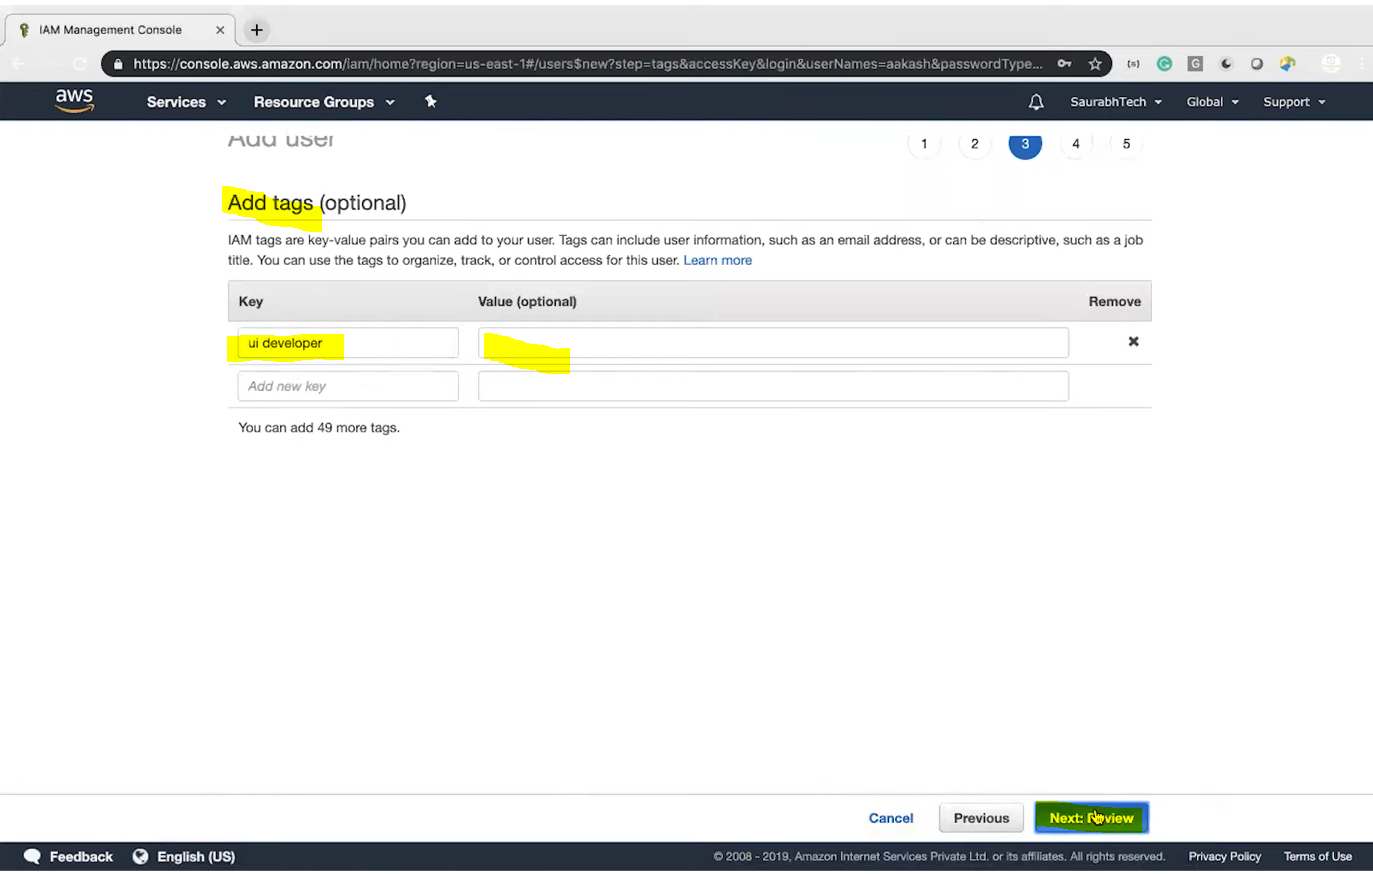 IAM Management Console
https://console.aws.amazon.com/iam/home?region=us-east-1#/users$new?step=tags&accessKey&login&userNames=aakash&passwordType...
aws Services Resource Groups SaurabhTech Global Support
Add user 1 2 3 4 5
Add tags (optional)
IAM tags are key-value pairs you can add to your user. Tags can include user information, such as an email address, or can be descriptive, such as a job
title. You can use the tags to organize, track, or control access for this user. Learn more
Key Value (optional) Remove
ui developer
Add new key
You can add 49 more tags.
Cancel Previous Next: Review
Feedback English (US) © 2008 - 2019, Amazon Internet Services Private Ltd. or its affiliates. All rights reserved. Privacy Policy Terms of Use